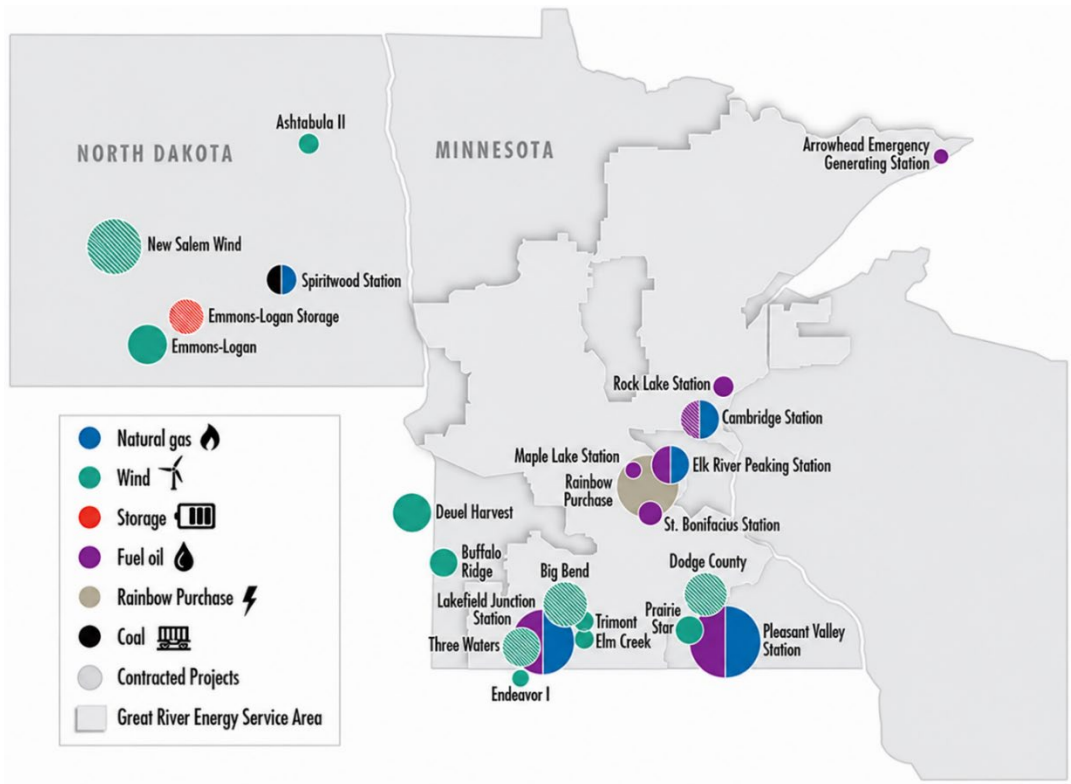 Ashtabula II
NORTH DAKOTA
MINNESOTA
Arrowhead Emergency
Generating Station
New Salem Wind
Spiritwood Station
Emmons-Logan Storage
Emmons-Logan
Rock Lake Station
Cambridge Station
Maple Lake Station
Elk River Peaking Station
Rainbow
Purchase
St. Bonifacius Station
Deuel Harvest
Buffalo
Ridge
Big Bend
Dodge County
Lakefield Junction
Station
Trimont
Elm Creek
Three Waters
Endeavor I
Prairie
Star
Pleasant Valley
Station
Natural gas
Wind
Storage
Fuel oil
Rainbow Purchase
Coal
Contracted Projects
Great River Energy Service Area